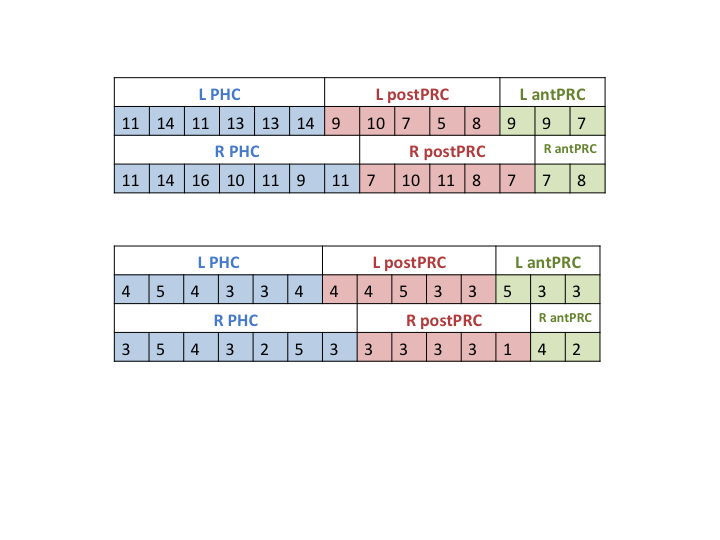 L PHC L postPRC L antPRC
11 14 11 13 13 14 9 10 7 5 8 9 9 7
R PHC R postPRC R antPRC
11 14 16 10 11 9 11 7 10 11 8 7 7 8
L PHC L postPRC L antPRC
4 5 4 3 3 4 4 4 5 3 3 5 3 3
R PHC R postPRC R antPRC
3 5 4 3 2 5 3 3 3 3 3 1 4 2